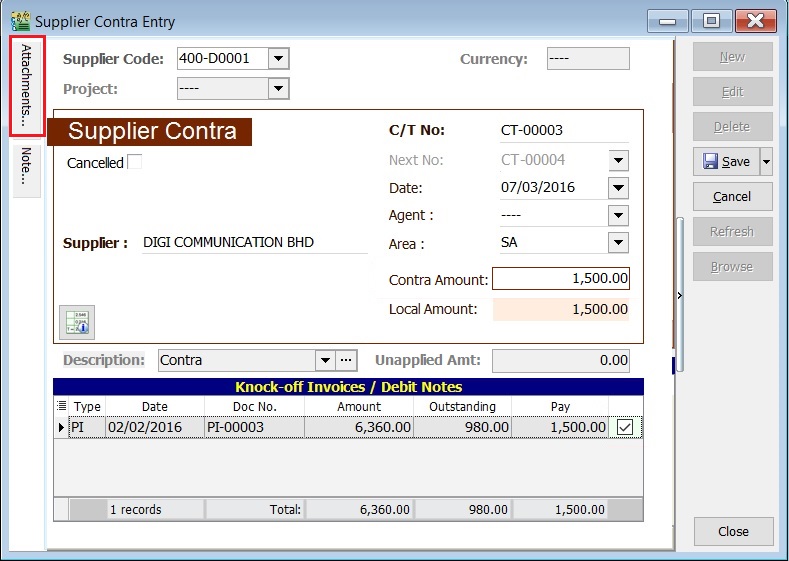 Supplier Contra Entry
Attachments...
Note...
Supplier Code: 400-D0001 Currency: ----
Project: ----
Supplier Contra
Cancelled
C/T No: CT-00003
Next No: CT-00004
Date: 07/03/2016
Agent : ----
Supplier : DIGI COMMUNICATION BHD Area : SA
Contra Amount: 1,500.00
Local Amount: 1,500.00
Description: Contra ... Unapplied Amt: 0.00
Knock-off Invoices / Debit Notes
Type Date Doc No. Amount Outstanding Pay
PI 02/02/2016 PI-00003 6,360.00 980.00 1,500.00
1 records Total: 6,360.00 980.00 1,500.00
New
Edit
Delete
Save
Cancel
Refresh
Browse
Close